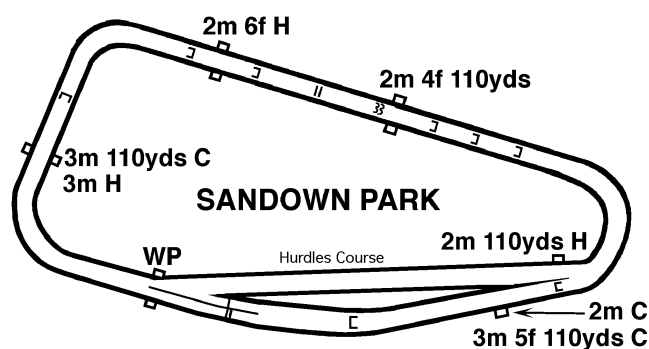 2m 6f H
2m 4f 110yds
3m 110yds C
3m H
SANDOWN PARK
2m 110yds H
WP
Hurdles Course
2m C
3m 5f 110yds C